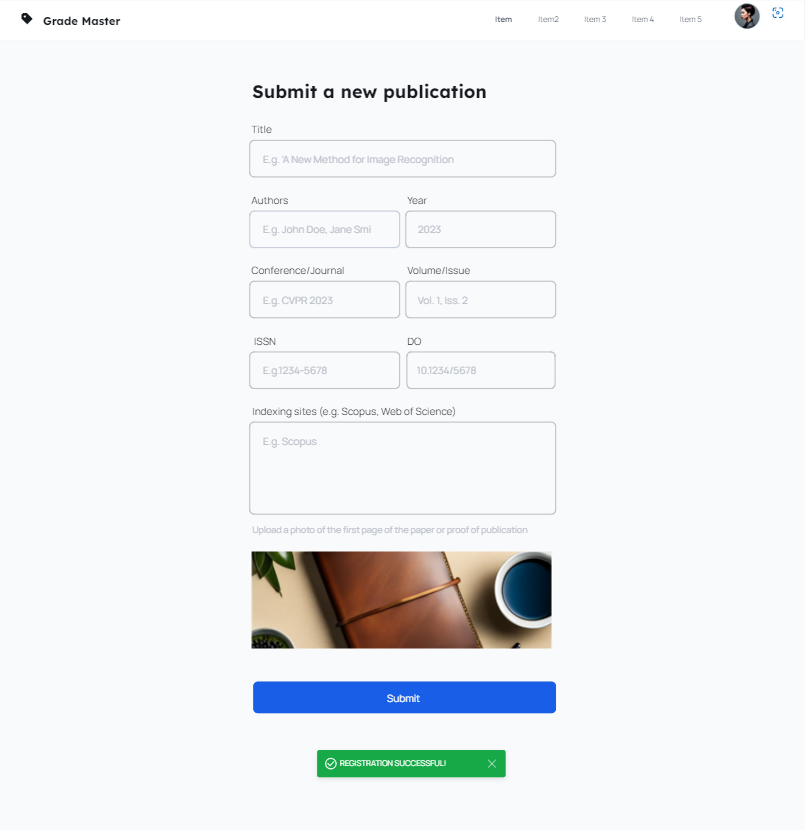 Grade Master
Item Item2 Item 3 Item 4 Item 5
Submit a new publication
Title
E.g. 'A New Method for Image Recognition
Authors Year
E.g. John Doe, Jane Smi 2023
Conference/Journal Volume/Issue
E.g. CVPR 2023 Vol. 1, Iss. 2
ISSN DO
E.g.1234-5678 10.1234/5678
Indexing sites (e.g. Scopus, Web of Science)
E.g. Scopus
Upload a photo of the first page of the paper or proof of publication
Submit
REGISTRATION SUCCESSFUL!